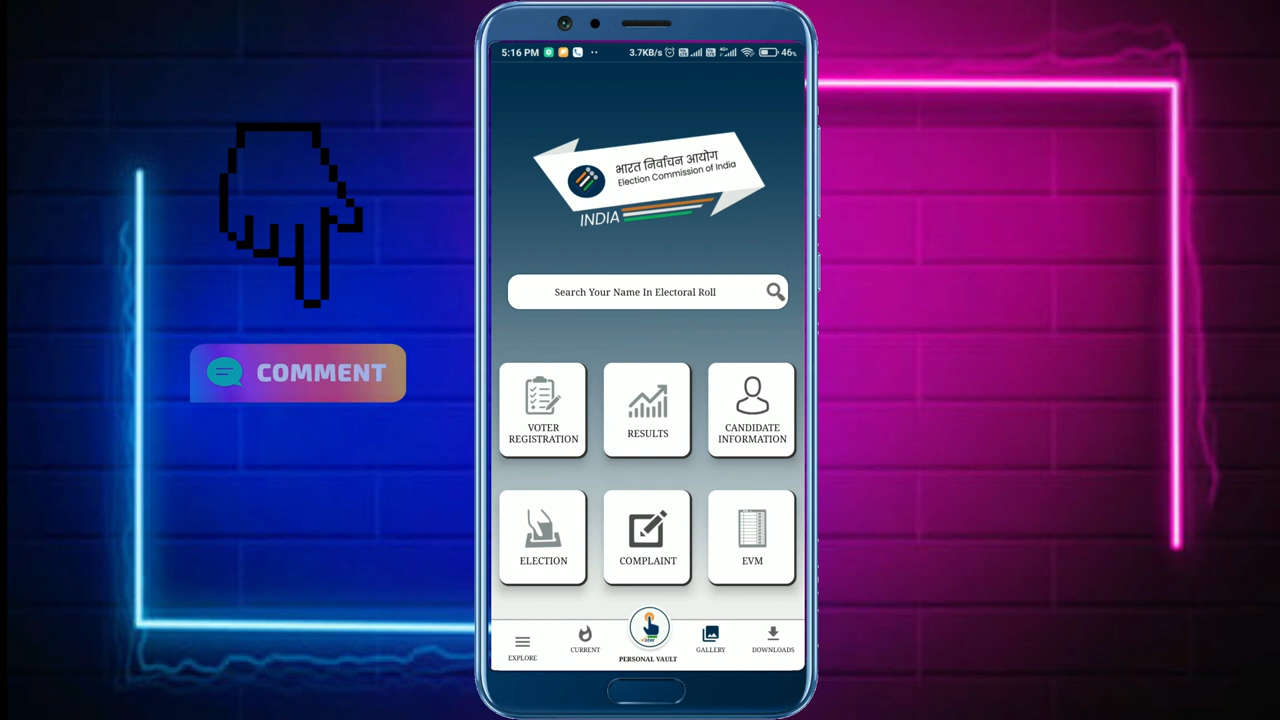 5:16 PM
3.7KB/s
4G+
46%
भारत निर्वाचन आयोग
Election Commission of India
INDIA
Search Your Name In Electoral Roll
COMMENT
VOTER
REGISTRATION
RESULTS
CANDIDATE
INFORMATION
ELECTION
COMPLAINT
EVM
EXPLORE
CURRENT
PERSONAL VAULT
GALLERY
DOWNLOADS